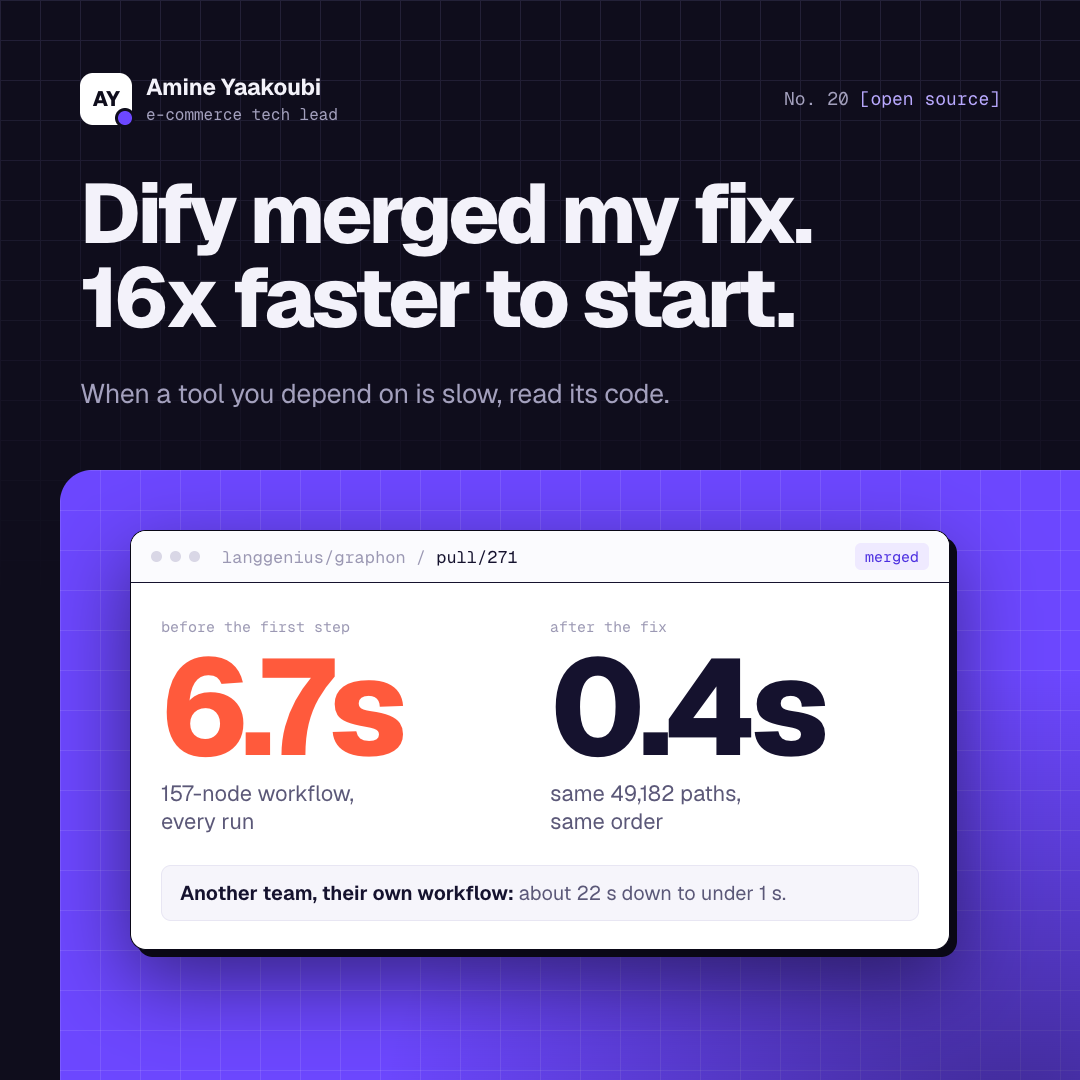 AY
Amine Yaakoubi
e-commerce tech lead
No. 20 [open source]
Dify merged my fix.
16x faster to start.
When a tool you depend on is slow, read its code.
langgenius/graphon / pull/271
merged
before the first step
6.7s
157-node workflow,
every run
after the fix
0.4s
same 49,182 paths,
same order
Another team, their own workflow: about 22 s down to under 1 s.